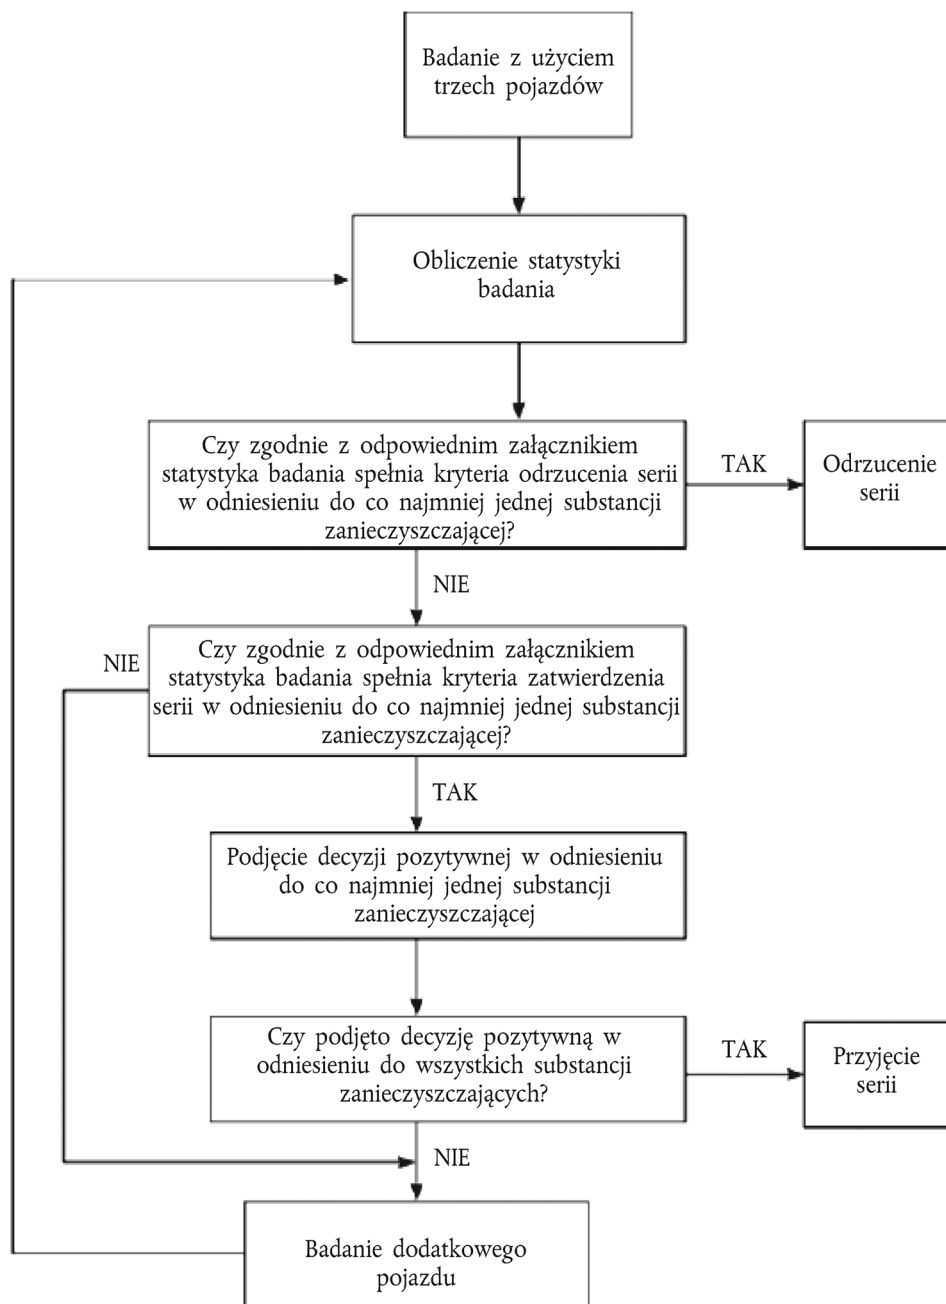 Badanie z użyciem
trzech pojazdów
Obliczenie statystyki
badania
Czy zgodnie z odpowiednim załącznikiem
statystyka badania spełnia kryteria odrzucenia serii
w odniesieniu do co najmniej jednej substancji
zanieczyszczającej?
TAK
Odrzucenie
serii
NIE
Czy zgodnie z odpowiednim załącznikiem
statystyka badania spełnia kryteria zatwierdzenia
serii w odniesieniu do co najmniej jednej substancji
zanieczyszczającej?
NIE
TAK
Podjęcie decyzji pozytywnej w odniesieniu
do co najmniej jednej substancji
zanieczyszczającej
Czy podjęto decyzję pozytywną w
odniesieniu do wszystkich substancji
zanieczyszczających?
TAK
Przyjęcie
serii
NIE
Badanie dodatkowego
pojazdu